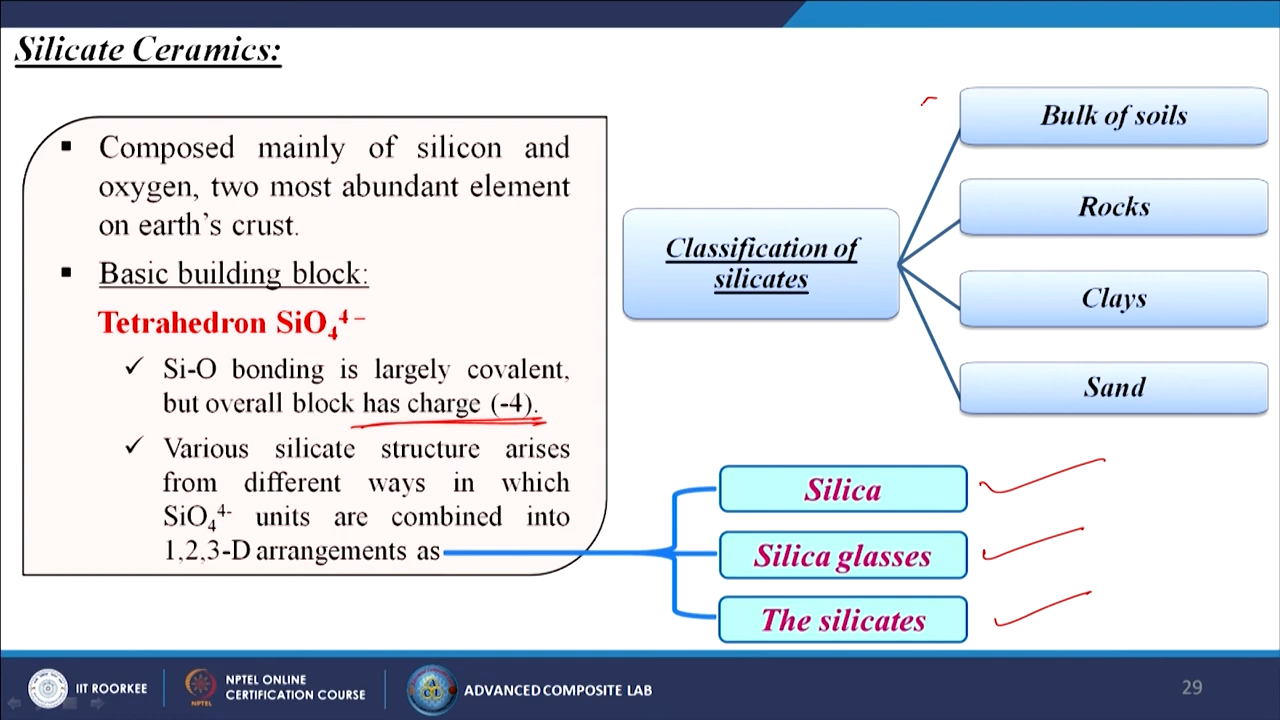 Silicate Ceramics:
▪ Composed mainly of silicon and
oxygen, two most abundant element
on earth's crust.
▪ Basic building block:
Tetrahedron SiO₄⁴⁻
✓ Si-O bonding is largely covalent,
but overall block has charge (-4).
✓ Various silicate structure arises
from different ways in which
SiO₄⁴⁻ units are combined into
1,2,3-D arrangements as
Classification of
silicates
Bulk of soils
Rocks
Clays
Sand
Silica
Silica glasses
The silicates
IIT ROORKEE
NPTEL
NPTEL ONLINE
CERTIFICATION COURSE
ADVANCED COMPOSITE LAB
29